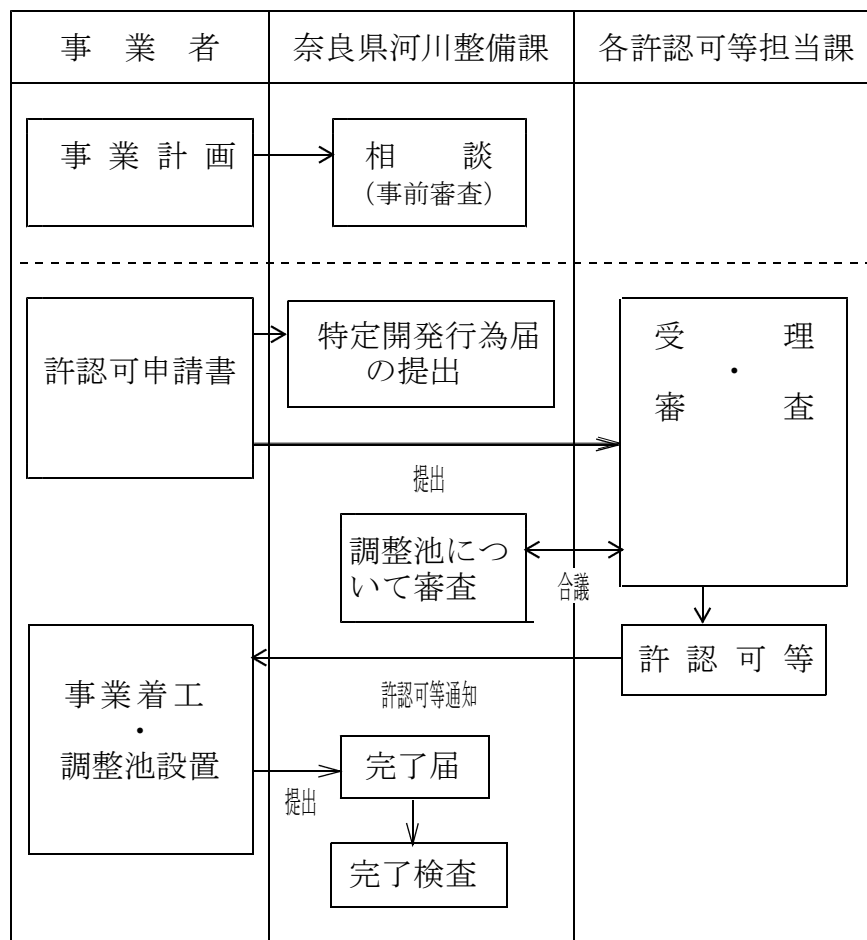 事業者
奈良県河川整備課
各許認可等担当課
事業計画
相談
（事前審査）
許認可申請書
特定開発行為届
の提出
受理
・
審査
提出
調整池につ
いて審査
合議
許認可等
許認可等通知
事業着工
・
調整池設置
完了届
提出
完了検査